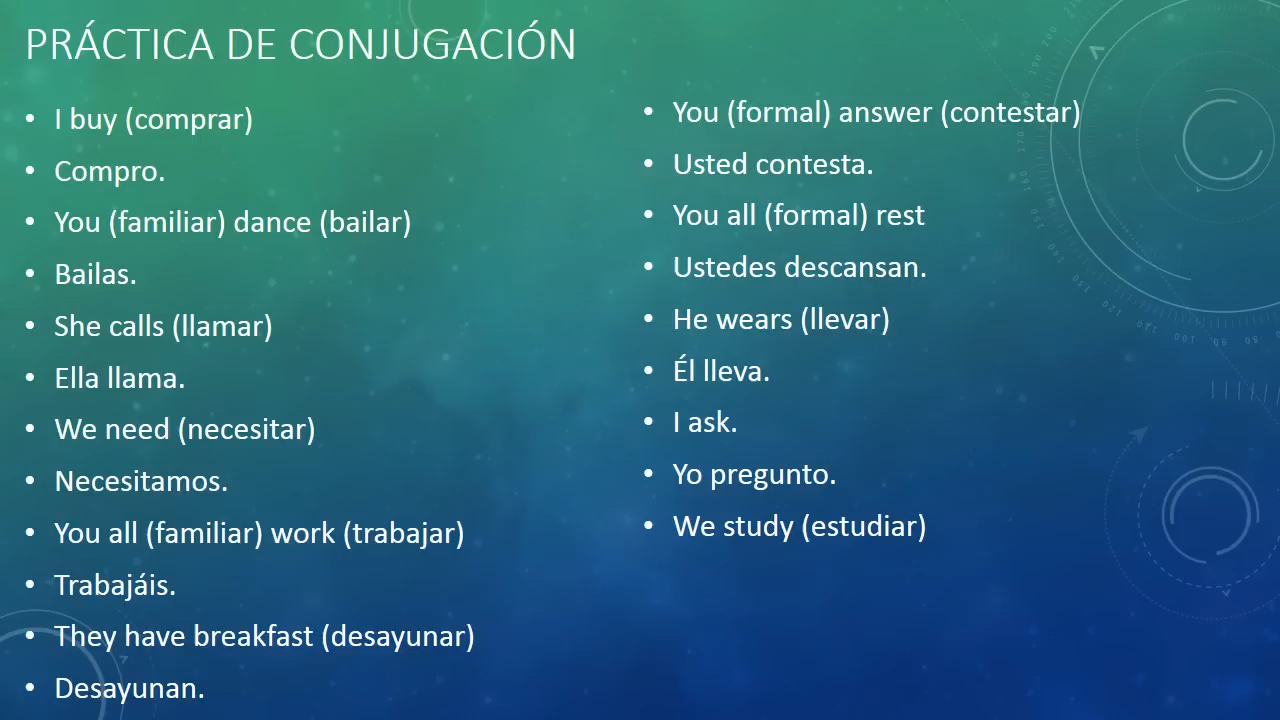 PRÁCTICA DE CONJUGACIÓN
• I buy (comprar)
• Compro.
• You (familiar) dance (bailar)
• Bailas.
• She calls (llamar)
• Ella llama.
• We need (necesitar)
• Necesitamos.
• You all (familiar) work (trabajar)
• Trabajáis.
• They have breakfast (desayunar)
• Desayunan.
• You (formal) answer (contestar)
• Usted contesta.
• You all (formal) rest
• Ustedes descansan.
• He wears (llevar)
• Él lleva.
• I ask.
• Yo pregunto.
• We study (estudiar)